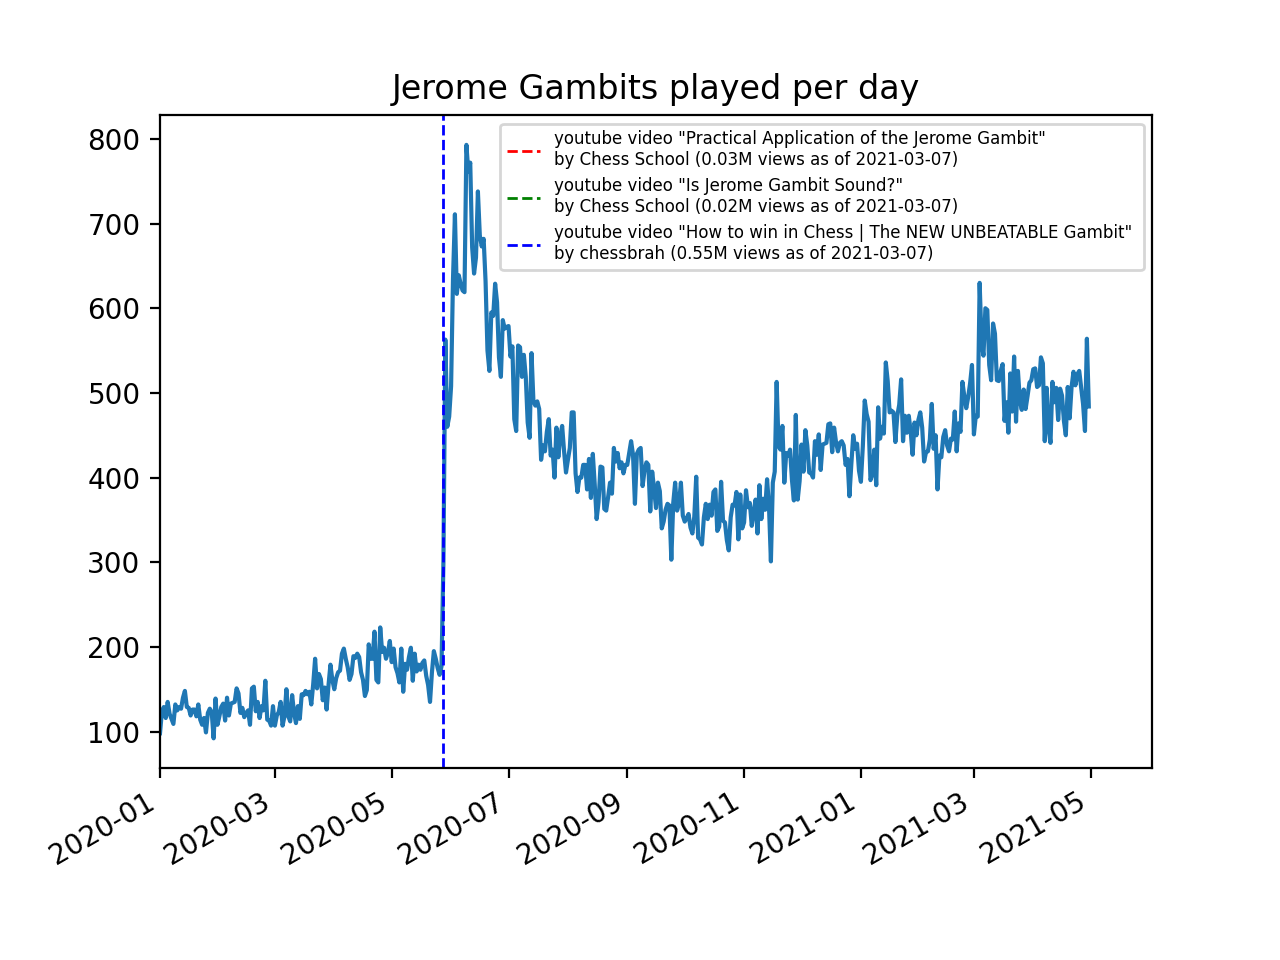 Jerome Gambits played per day
youtube video "Practical Application of the Jerome Gambit"
by Chess School (0.03M views as of 2021-03-07)
youtube video "Is Jerome Gambit Sound?"
by Chess School (0.02M views as of 2021-03-07)
youtube video "How to win in Chess | The NEW UNBEATABLE Gambit"
by chessbrah (0.55M views as of 2021-03-07)
800
700
600
500
400
300
200
100
2020-01
2020-03
2020-05
2020-07
2020-09
2020-11
2021-01
2021-03
2021-05